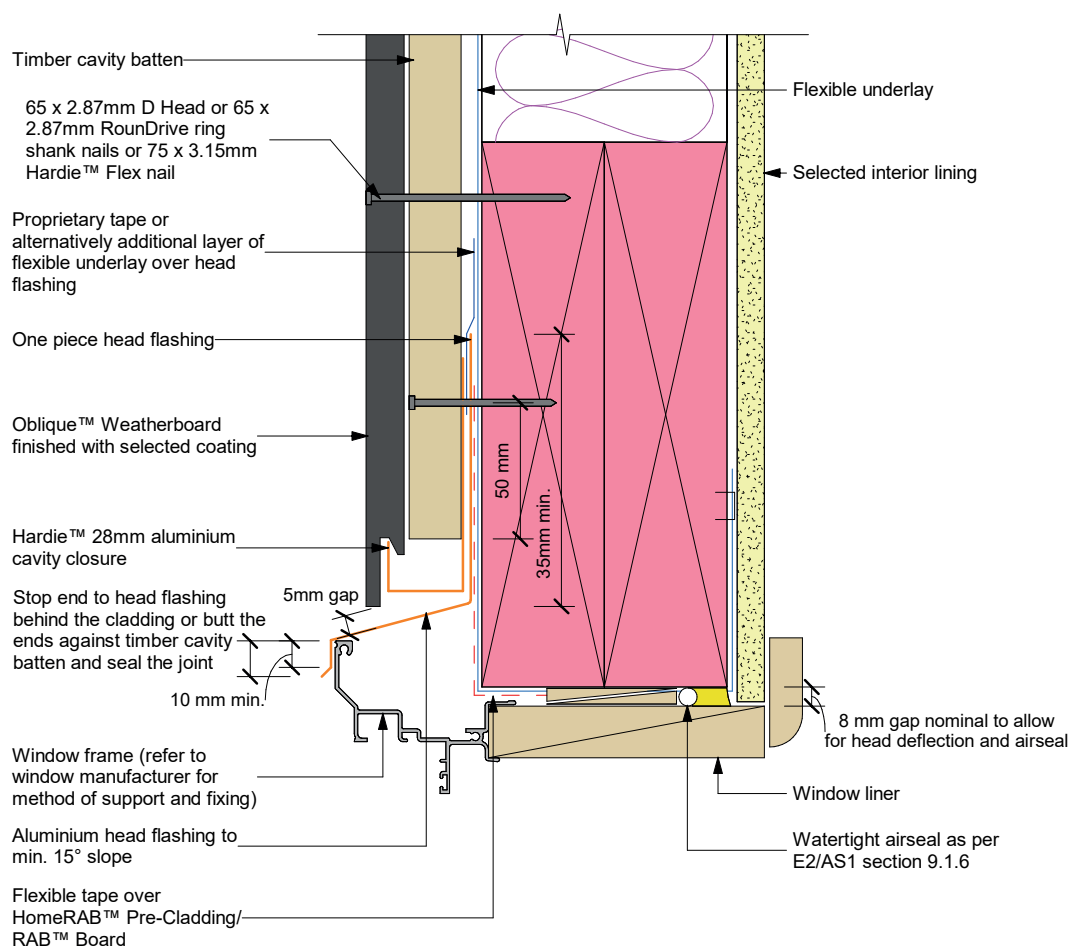 Timber cavity batten
65 x 2.87mm D Head or 65 x
2.87mm RounDrive ring
shank nails or 75 x 3.15mm
Hardie™ Flex nail
Proprietary tape or
alternatively additional layer of
flexible underlay over head
flashing
One piece head flashing
Oblique™ Weatherboard
finished with selected coating
Hardie™ 28mm aluminium
cavity closure
Stop end to head flashing
behind the cladding or butt the
ends against timber cavity
batten and seal the joint
5mm gap
10 mm min.
Window frame (refer to
window manufacturer for
method of support and fixing)
Aluminium head flashing to
min. 15° slope
Flexible tape over
HomeRAB™ Pre-Cladding/
RAB™ Board
50 mm
35mm min.
Flexible underlay
Selected interior lining
8 mm gap nominal to allow
for head deflection and airseal
Window liner
Watertight airseal as per
E2/AS1 section 9.1.6